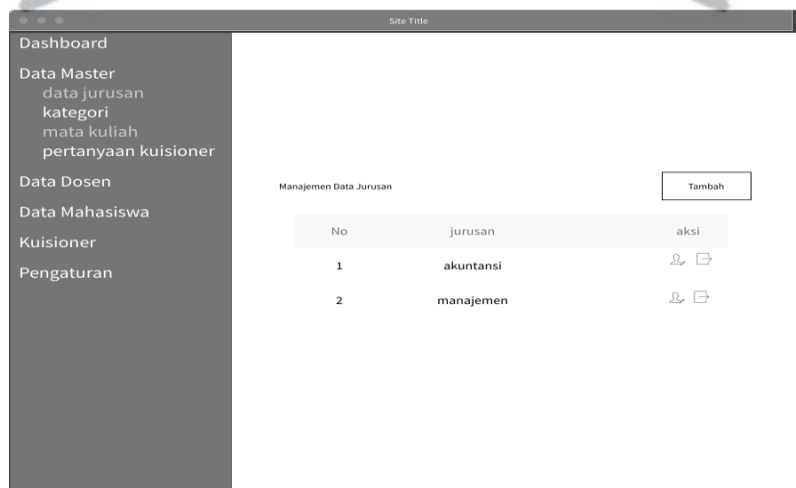 Site Title
Dashboard
Data Master
data jurusan
kategori
mata kuliah
pertanyaan kuisioner
Data Dosen
Data Mahasiswa
Kuisioner
Pengaturan
Manajemen Data Jurusan
Tambah
No jurusan aksi
1 akuntansi
2 manajemen